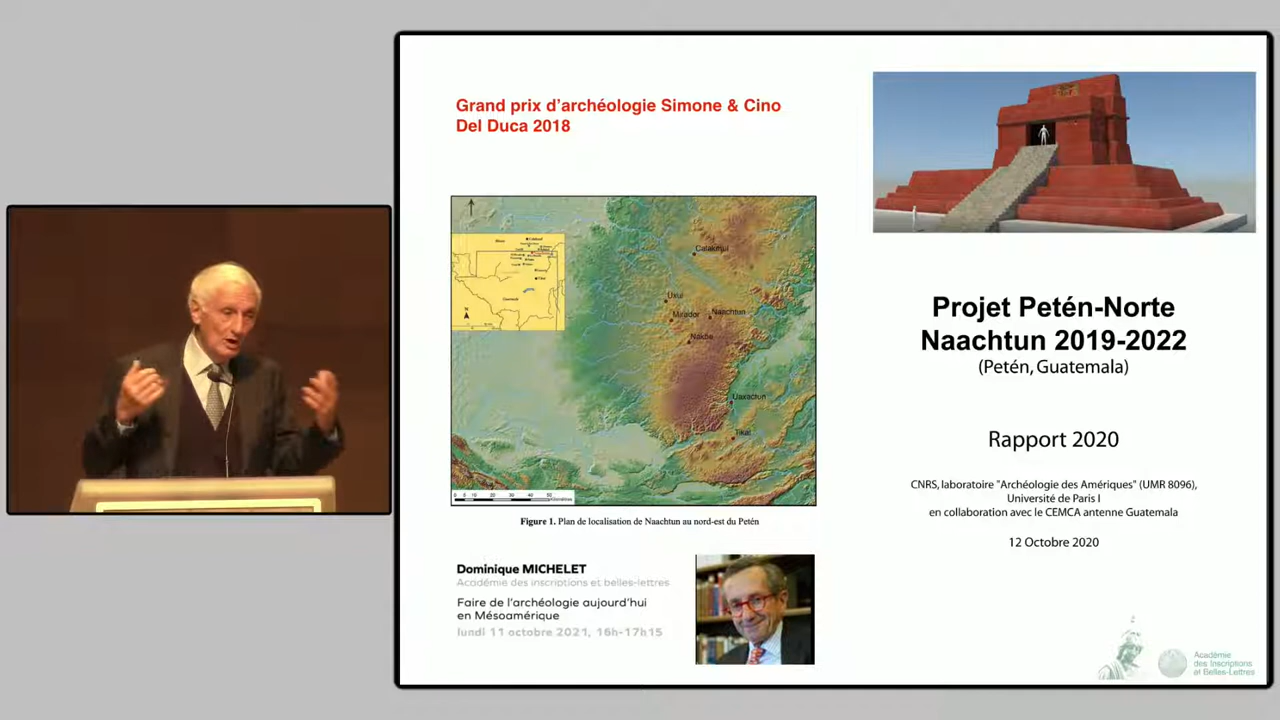 Grand prix d'archéologie Simone & Cino
Del Duca 2018
Calakmul
Uxul
Mirador
Naachtun
Nakbe
Uaxactun
Tikal
Figure 1. Plan de localisation de Naachtun au nord-est du Petén
Dominique MICHELET
Académie des inscriptions et belles-lettres
Faire de l'archéologie aujourd'hui
en Mésoamérique
lundi 11 octobre 2021, 16h-17h15
Projet Petén-Norte
Naachtun 2019-2022
(Petén, Guatemala)
Rapport 2020
CNRS, laboratoire "Archéologie des Amériques" (UMR 8096),
Université de Paris I
en collaboration avec le CEMCA antenne Guatemala
12 Octobre 2020
Académie
des Inscriptions
et Belles-Lettres